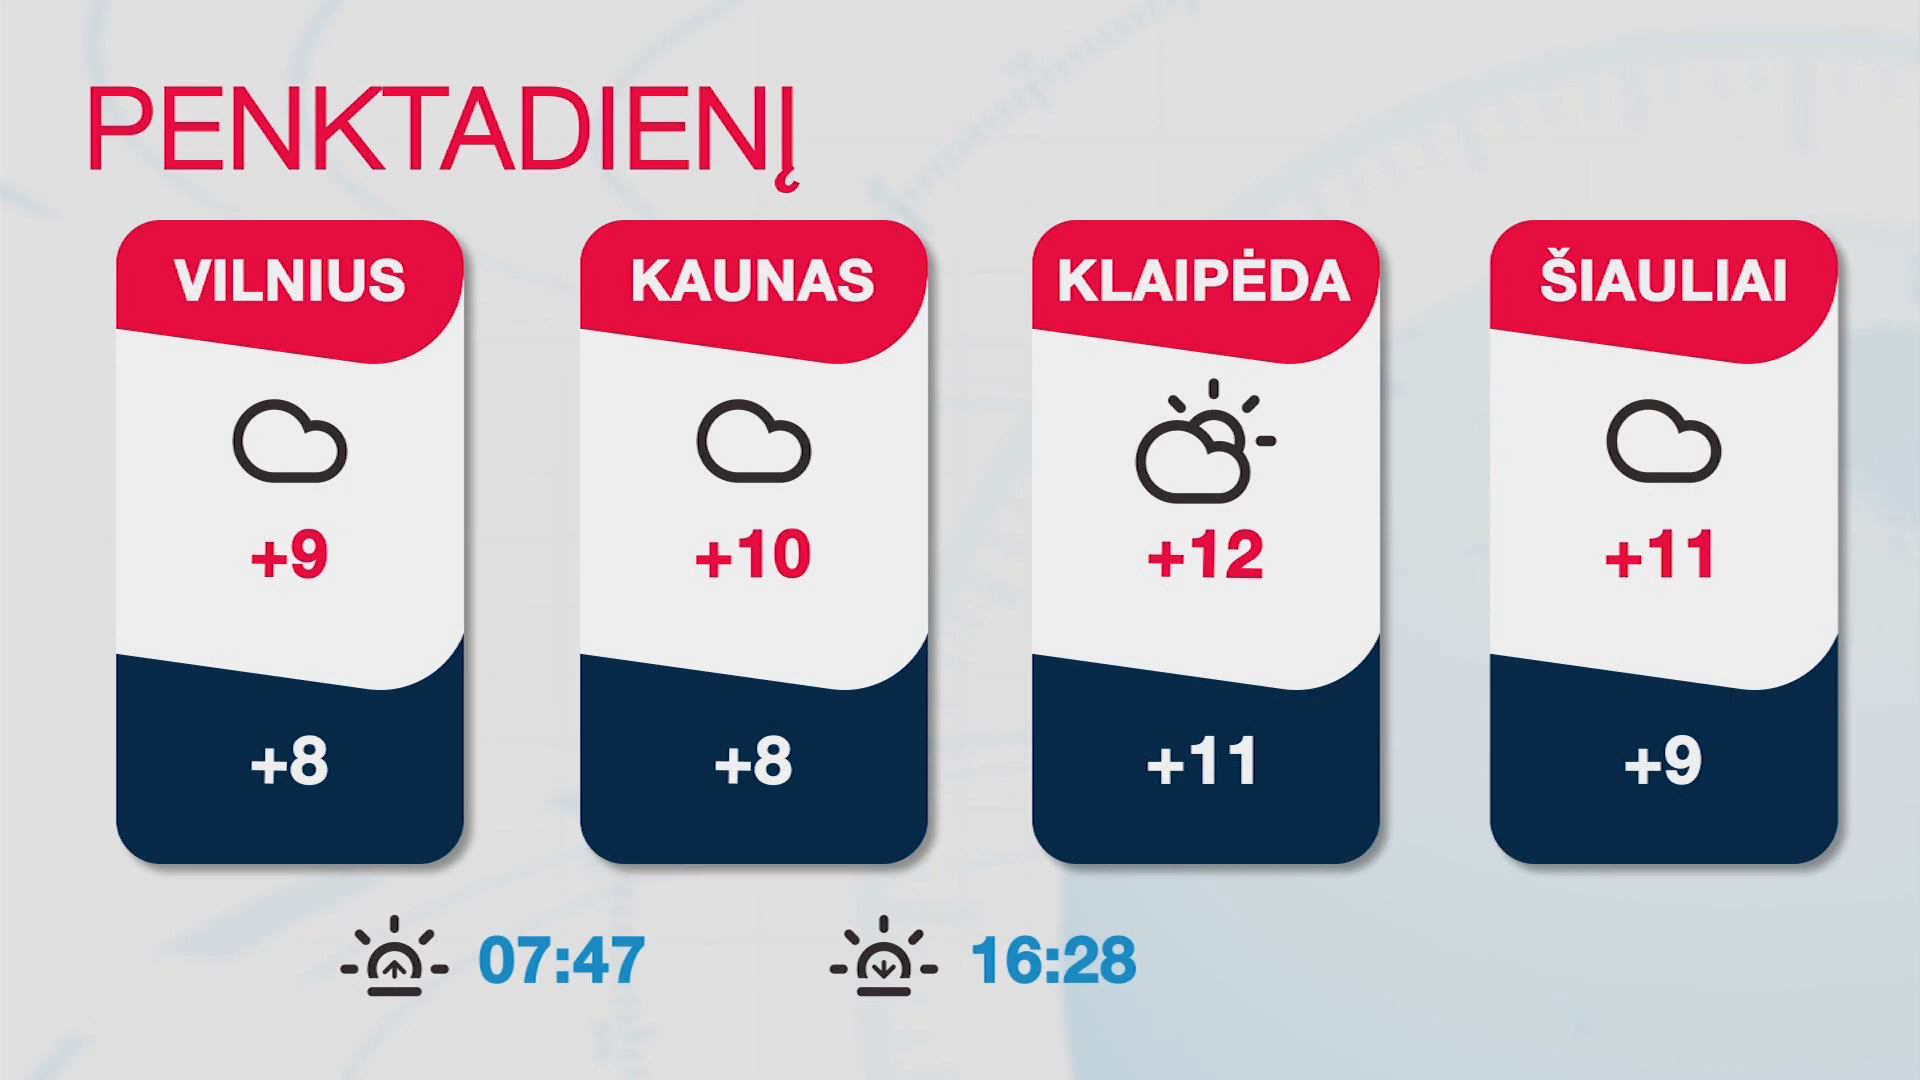 PENKTADIENĮ
VILNIUS
KAUNAS
KLAIPĖDA
ŠIAULIAI
+9
+10
+12
+11
+8
+8
+11
+9
07:47
16:28